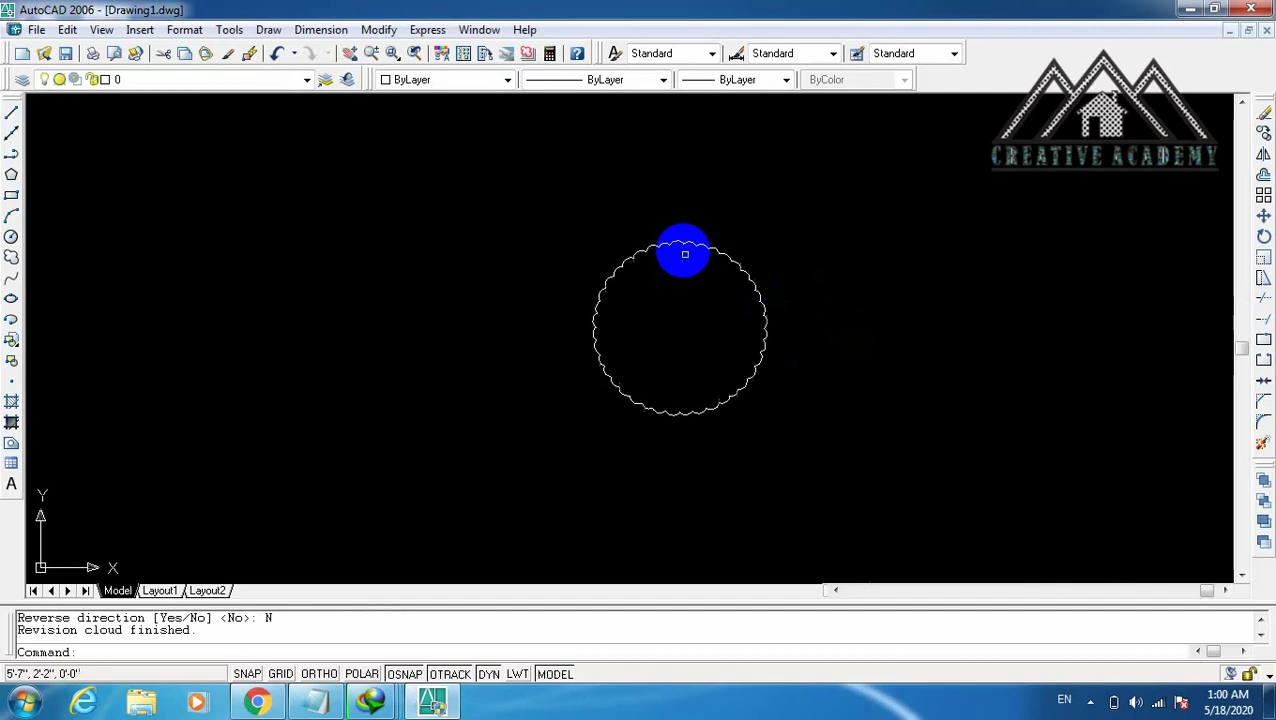 AutoCAD 2006 - [Drawing1.dwg]
File Edit View Insert Format Tools Draw Dimension Modify Express Window Help
Standard Standard Standard
0 ByLayer ByLayer ByLayer ByColor
CREATIVE ACADEMY
A
Y
X
Model Layout1 Layout2
Reverse direction [Yes/No] <No>: N
Revision cloud finished.
Command:
5'-7", 2'-2", 0'-0" SNAP GRID ORTHO POLAR OSNAP OTRACK DYN LWT MODEL
EN 1:00 AM
5/18/2020